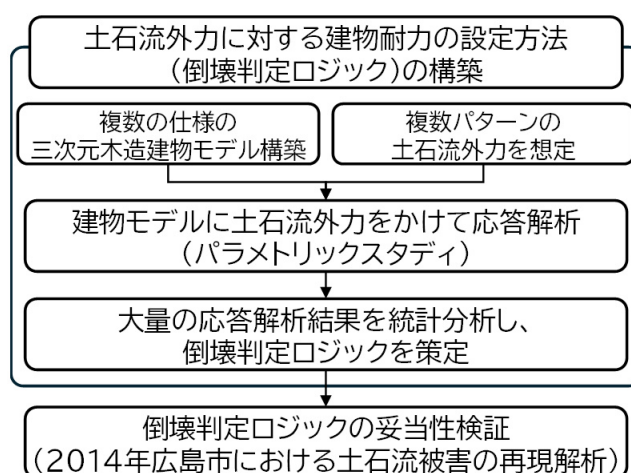 土石流外力に対する建物耐力の設定方法
(倒壊判定ロジック)の構築
複数の仕様の
三次元木造建物モデル構築
複数パターンの
土石流外力を想定
建物モデルに土石流外力をかけて応答解析
(パラメトリックスタディ)
大量の応答解析結果を統計分析し、
倒壊判定ロジックを策定
倒壊判定ロジックの妥当性検証
(2014年広島市における土石流被害の再現解析)